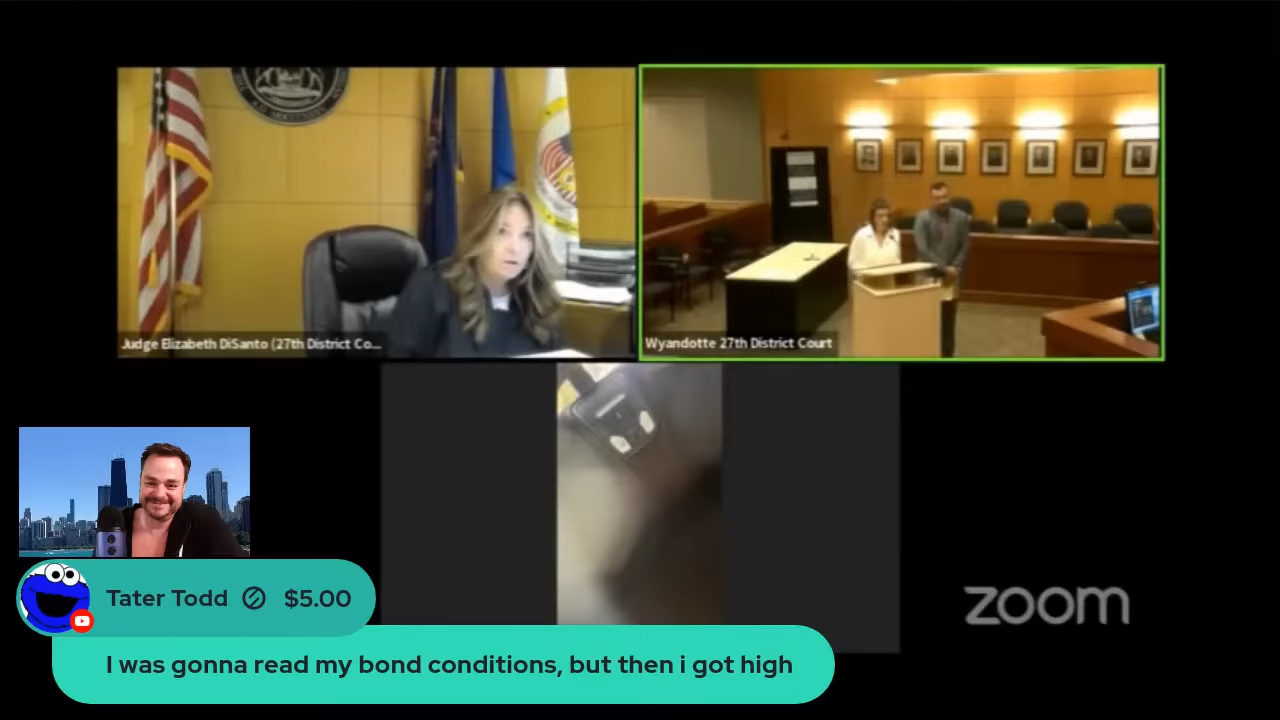 Judge Elizabeth DiSanto (27th District Co...
Wyandotte 27th District Court
zoom
Tater Todd $5.00
I was gonna read my bond conditions, but then i got high